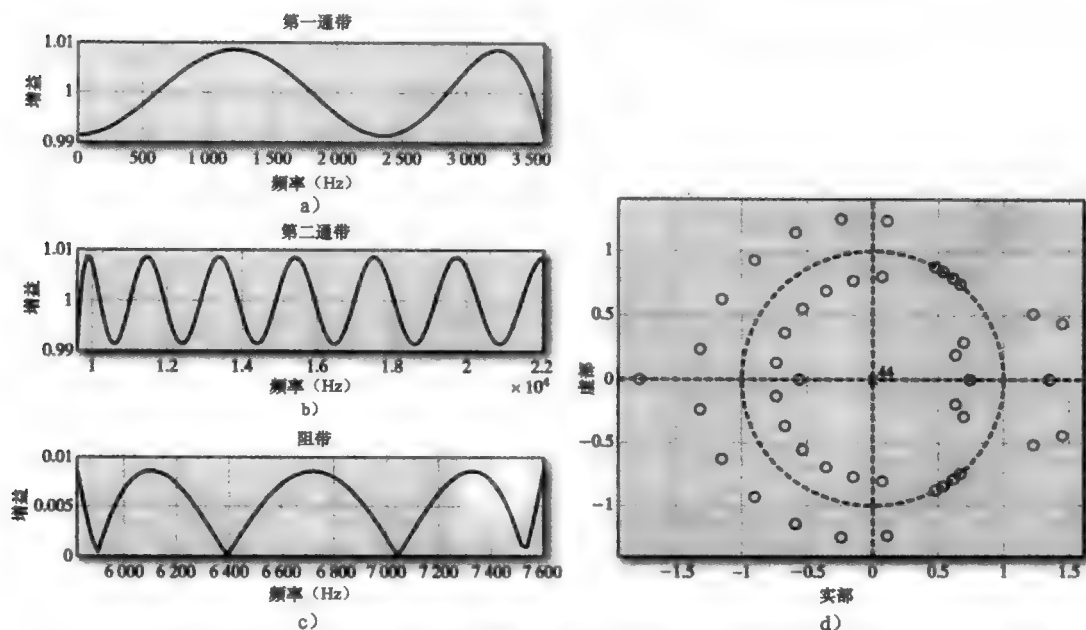 第一通带
1.01
1
0.99
增益
0 500 1 000 1 500 2 000 2 500 3 000 3 500
频率（Hz）
a）
第二通带
1.01
1
0.99
增益
1 1.2 1.4 1.6 1.8 2 2.2
× 10⁴
频率（Hz）
b）
阻带
0.01
0.005
0
增益
6 000 6 200 6 400 6 600 6 800 7 000 7 200 7 400 7 600
频率（Hz）
c）
1
0.5
0
−0.5
−1
虚部
44
−1.5 −1 −0.5 0 0.5 1 1.5
实部
d）